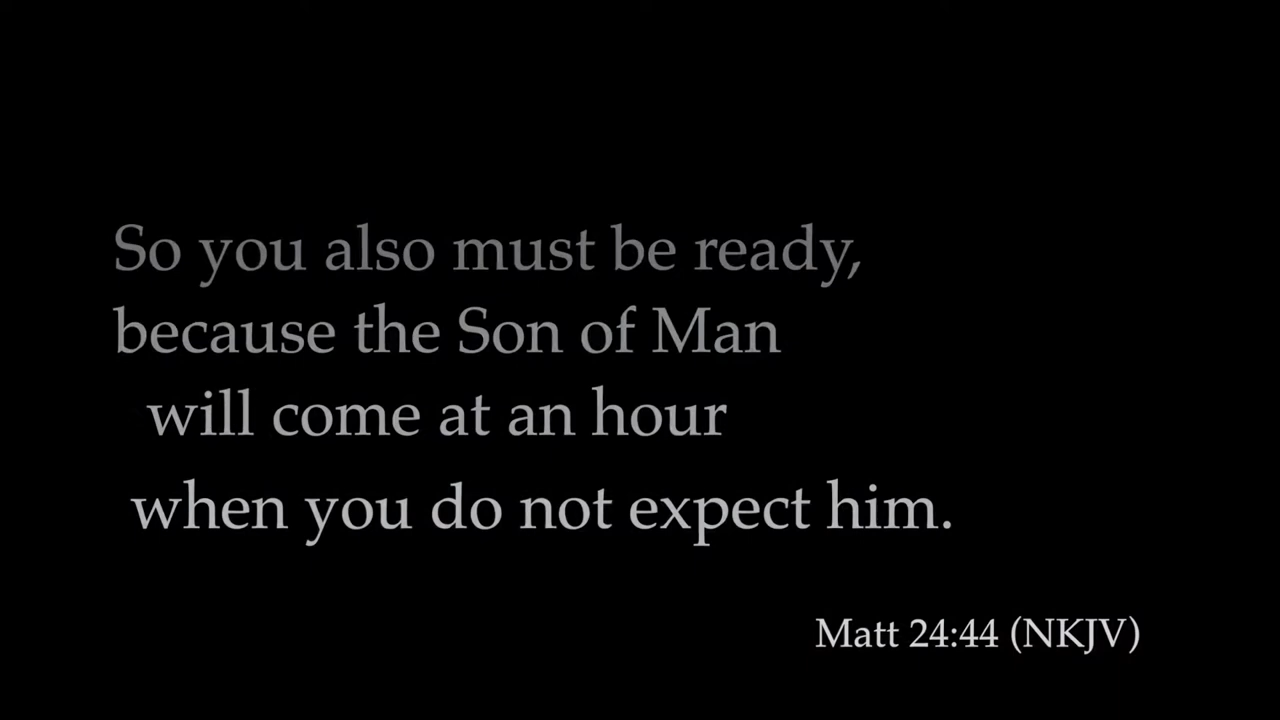 So you also must be ready,
because the Son of Man
will come at an hour
when you do not expect him.
Matt 24:44 (NKJV)